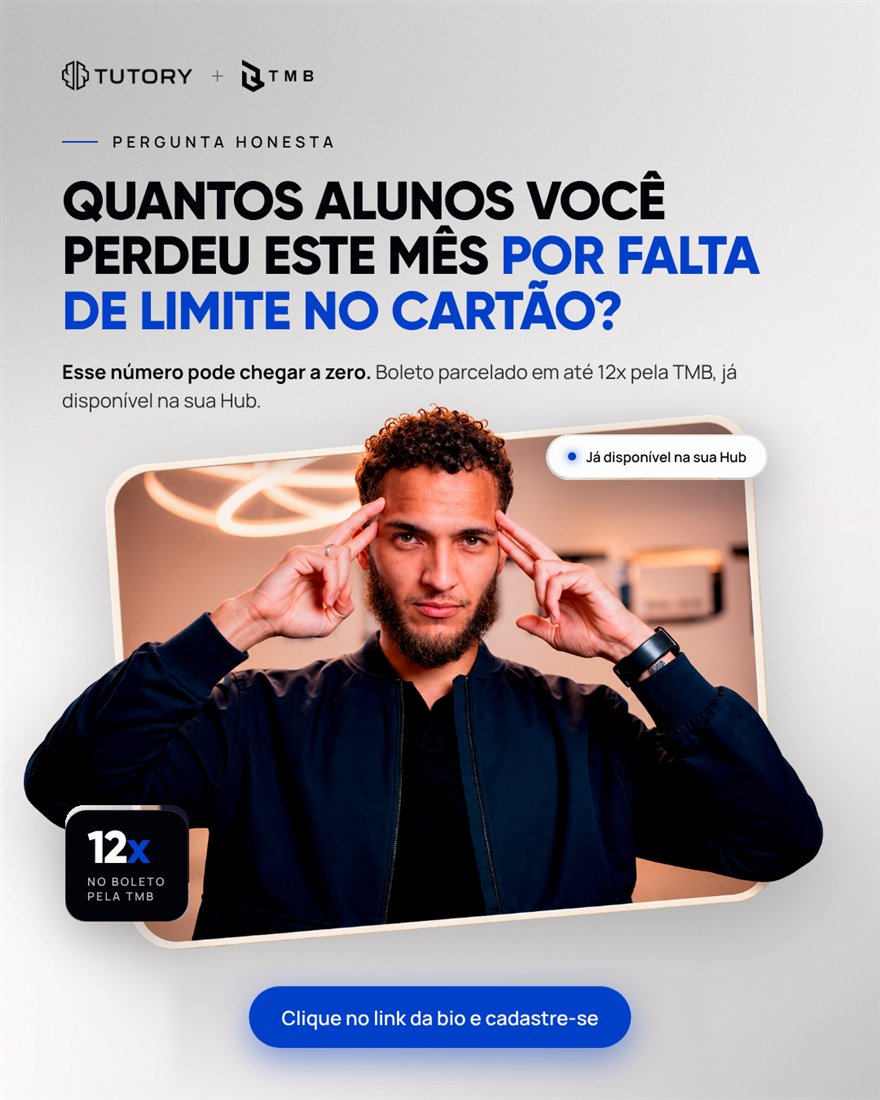 TUTORY + TMB
PERGUNTA HONESTA
QUANTOS ALUNOS VOCÊ
PERDEU ESTE MÊS POR FALTA
DE LIMITE NO CARTÃO?
Esse número pode chegar a zero. Boleto parcelado em até 12x pela TMB, já
disponível na sua Hub.
Já disponível na sua Hub
12x
NO BOLETO
PELA TMB
Clique no link da bio e cadastre-se